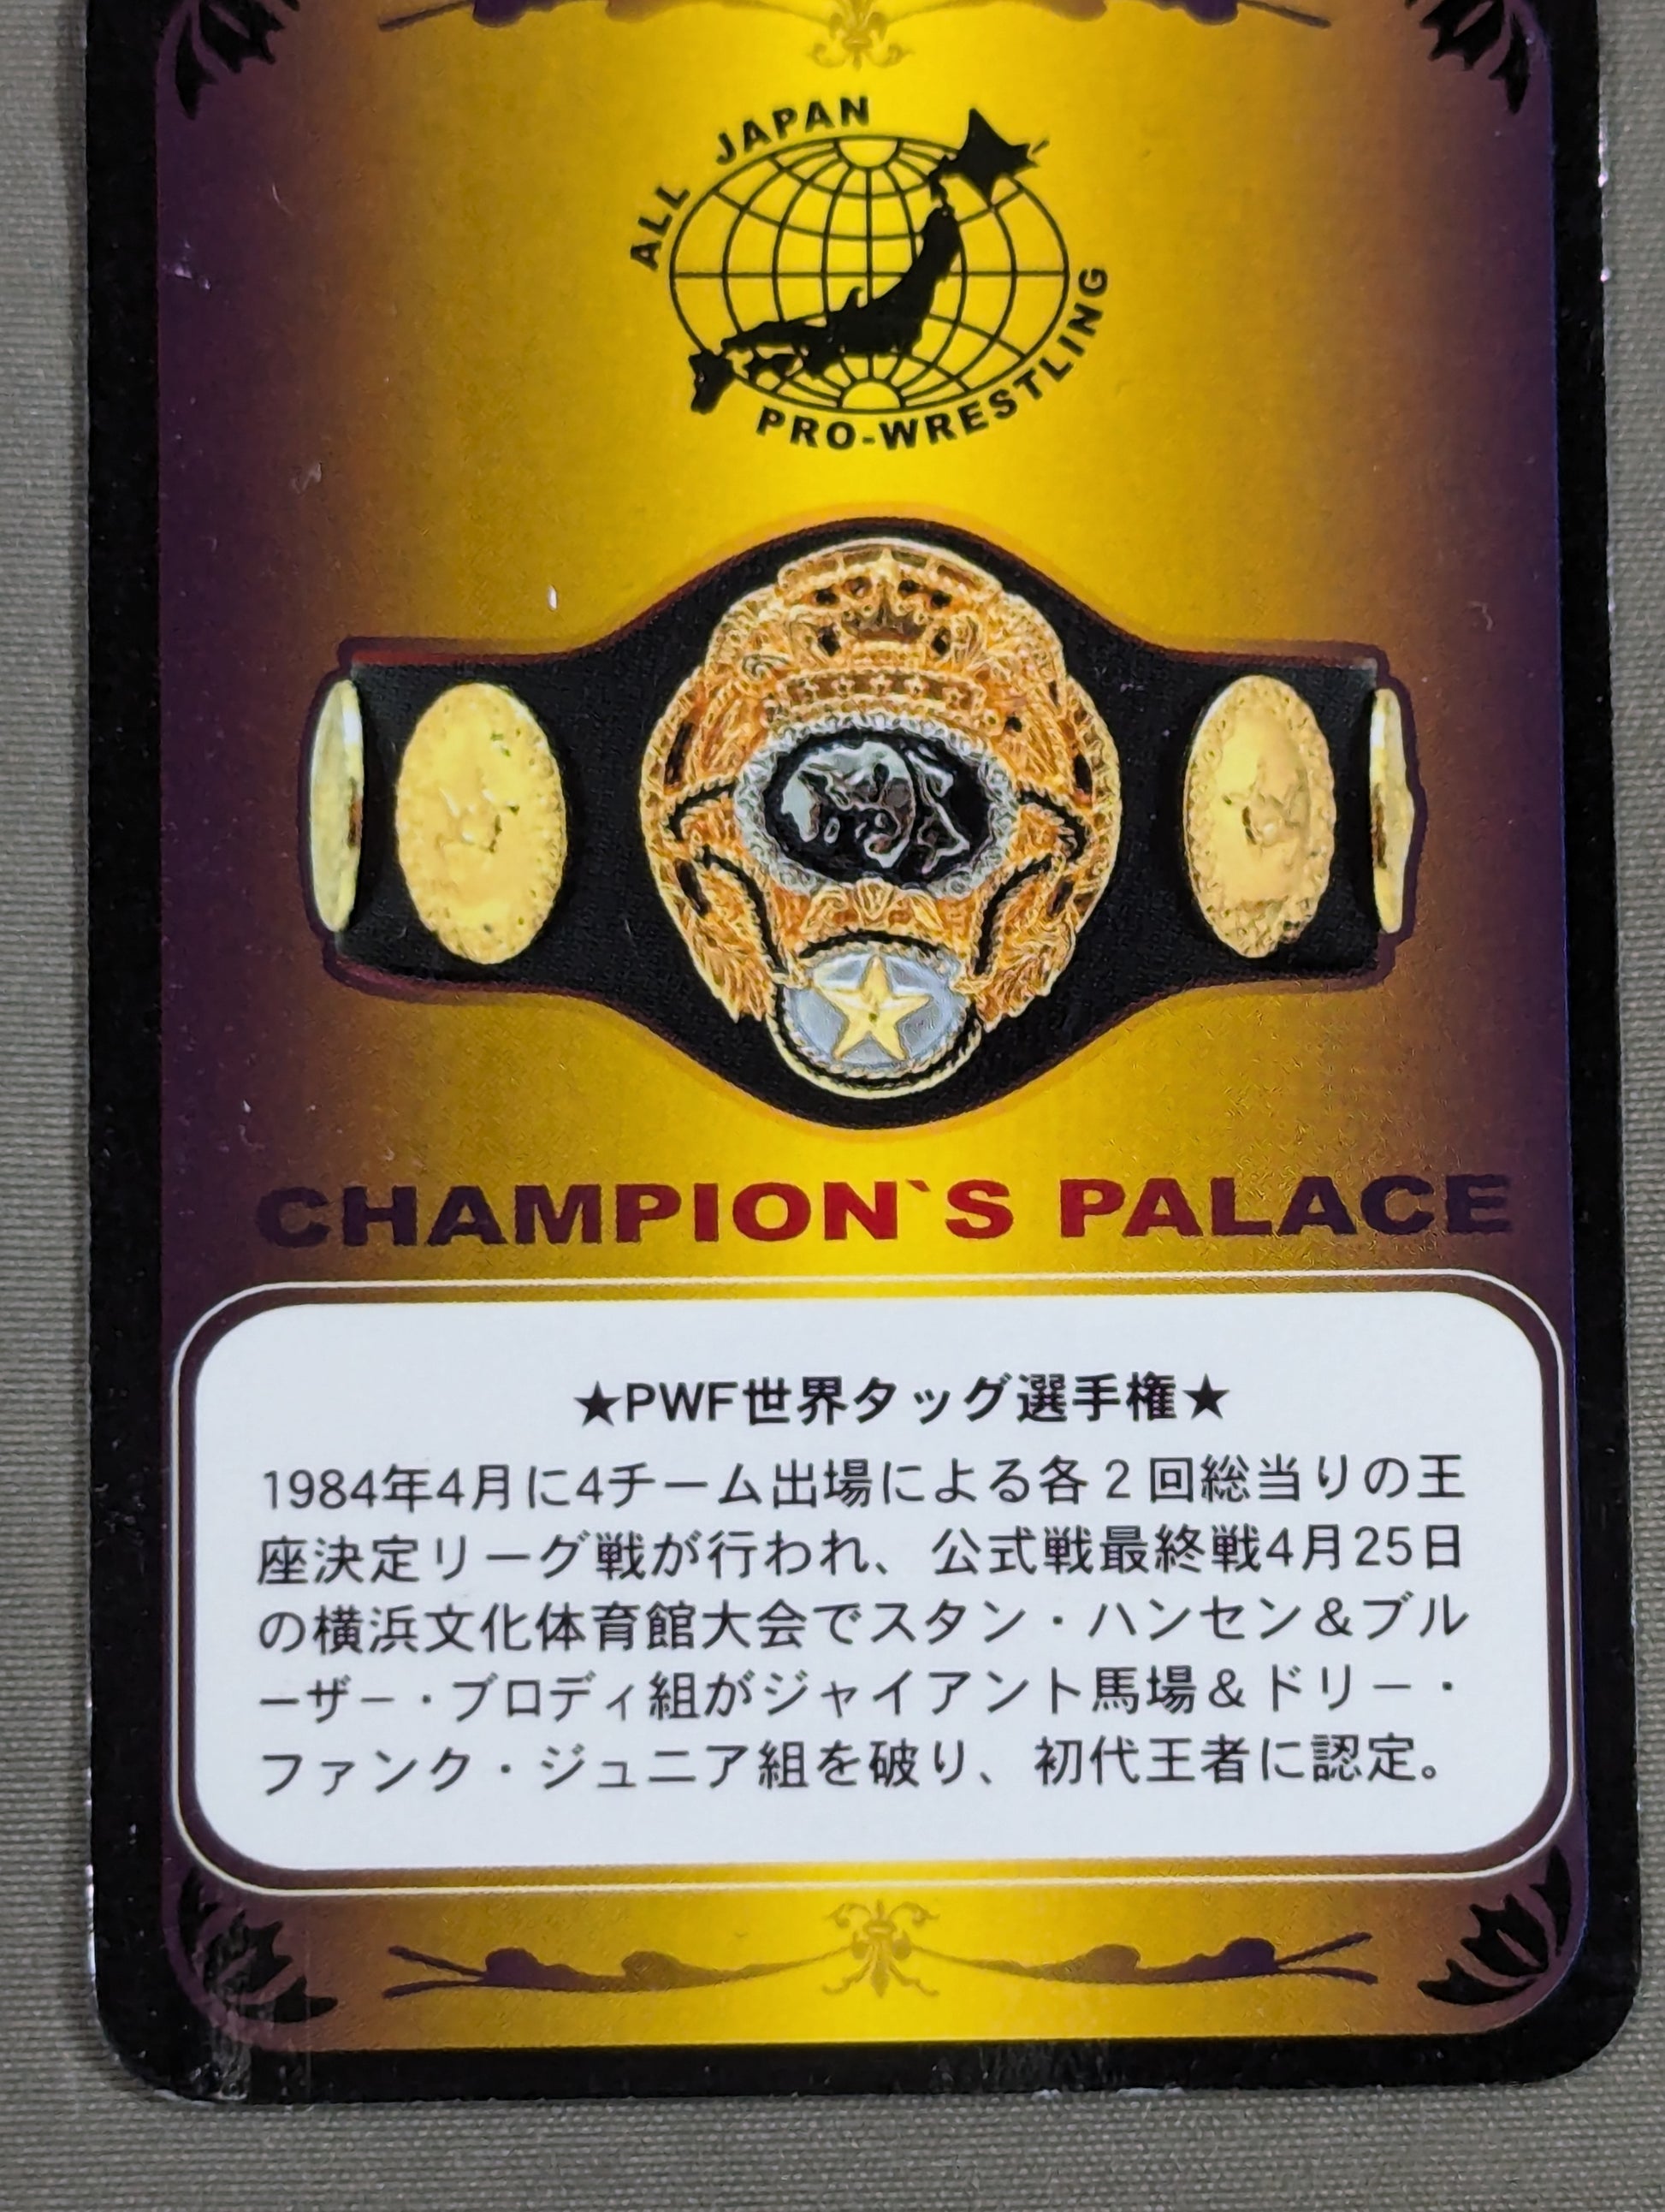 ALL JAPAN
PRO-WRESTLING
CHAMPION`S PALACE
★PWF世界タッグ選手権★
1984年4月に4チーム出場による各２回総当りの王
座決定リーグ戦が行われ、公式戦最終戦4月25日
の横浜文化体育館大会でスタン・ハンセン＆ブル
ーザー・ブロディ組がジャイアント馬場＆ドリー・
ファンク・ジュニア組を破り、初代王者に認定。